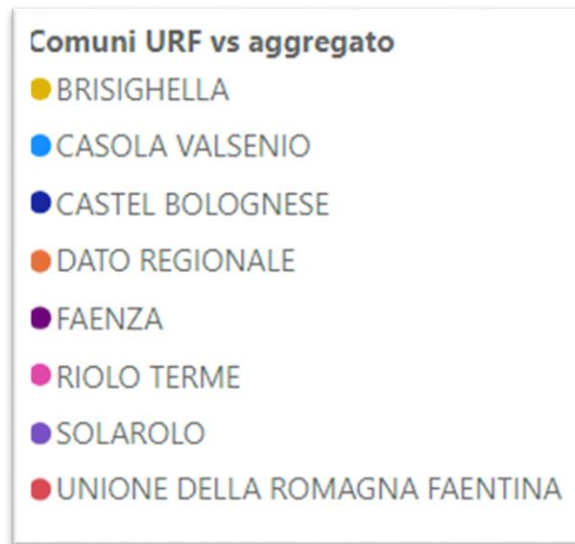 Comuni URF vs aggregato
BRISIGHELLA
CASOLA VALSENIO
CASTEL BOLOGNESE
DATO REGIONALE
FAENZA
RIOLO TERME
SOLAROLO
UNIONE DELLA ROMAGNA FAENTINA